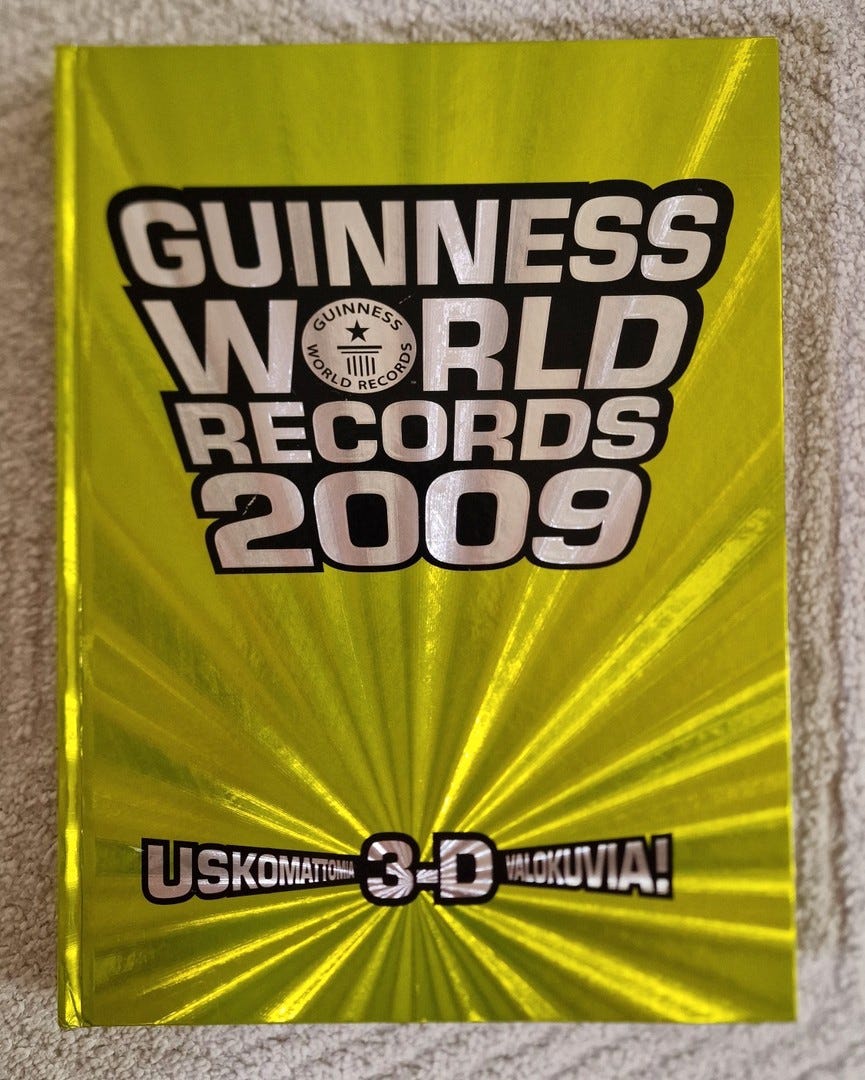 GUINNESS
WORLD
GUINNESS
WORLD RECORDS
RECORDS
2009
USKOMATTOMIA 3-D VALOKUVIA!